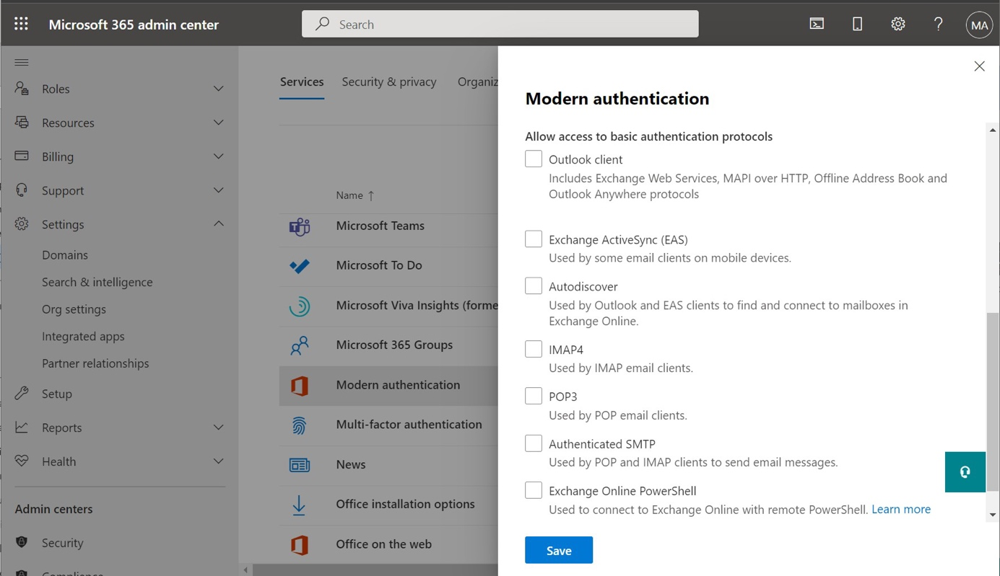 Microsoft 365 admin center
Search
MA
Roles
Resources
Billing
Support
Settings
Domains
Search & intelligence
Org settings
Integrated apps
Partner relationships
Setup
Reports
Health
Admin centers
Security
Compliance
Services
Security & privacy
Organiz
Name ↑
Microsoft Teams
Microsoft To Do
Microsoft Viva Insights (forme
Microsoft 365 Groups
Modern authentication
Multi-factor authentication
News
Office installation options
Office on the web
Modern authentication
Allow access to basic authentication protocols
Outlook client
Includes Exchange Web Services, MAPI over HTTP, Offline Address Book and
Outlook Anywhere protocols
Exchange ActiveSync (EAS)
Used by some email clients on mobile devices.
Autodiscover
Used by Outlook and EAS clients to find and connect to mailboxes in
Exchange Online.
IMAP4
Used by IMAP email clients.
POP3
Used by POP email clients.
Authenticated SMTP
Used by POP and IMAP clients to send email messages.
Exchange Online PowerShell
Used to connect to Exchange Online with remote PowerShell. Learn more
Save